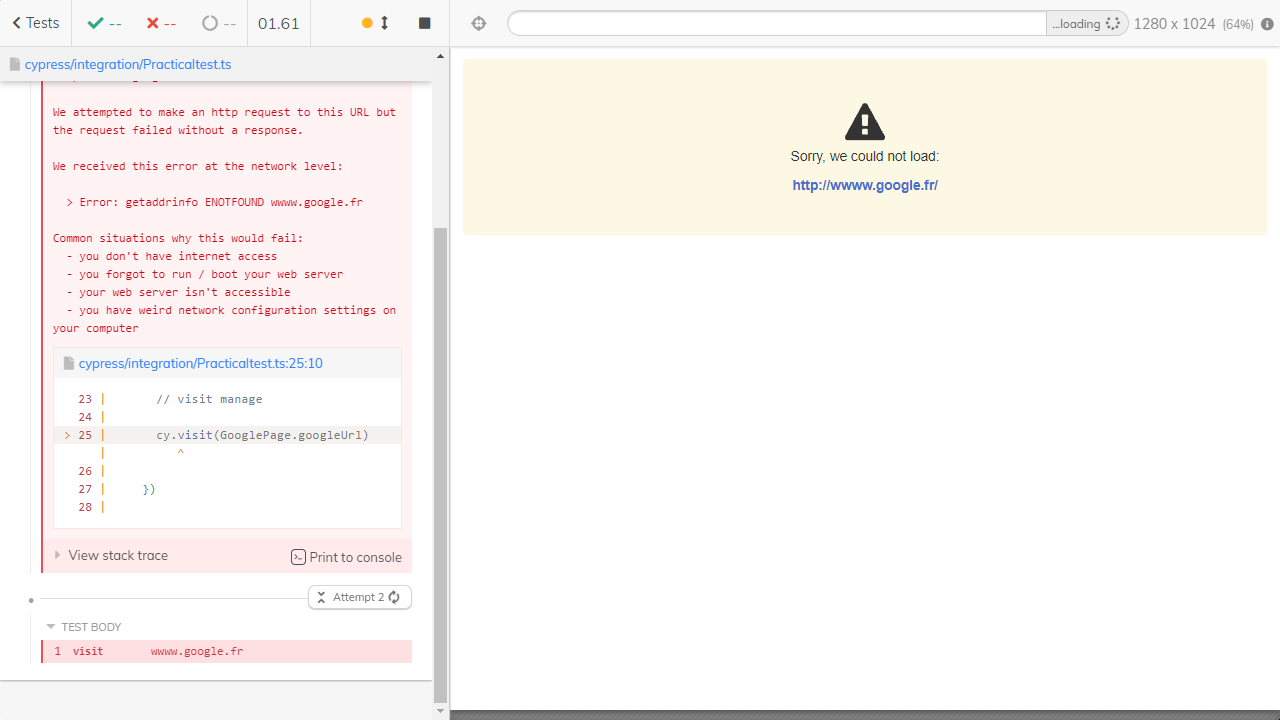 Tests
--
--
--
01.61
...loading
1280 x 1024 (64%)
cypress/integration/Practicaltest.ts
We attempted to make an http request to this URL but
the request failed without a response.
We received this error at the network level:
> Error: getaddrinfo ENOTFOUND wwww.google.fr
Common situations why this would fail:
- you don't have internet access
- you forgot to run / boot your web server
- your web server isn't accessible
- you have weird network configuration settings on
your computer
cypress/integration/Practicaltest.ts:25:10
23 | // visit manage
24 |
> 25 | cy.visit(GooglePage.googleUrl)
| ^
26 |
27 | })
28 |
View stack trace
Print to console
Attempt 2
TEST BODY
1 visit wwww.google.fr
Sorry, we could not load:
http://wwww.google.fr/